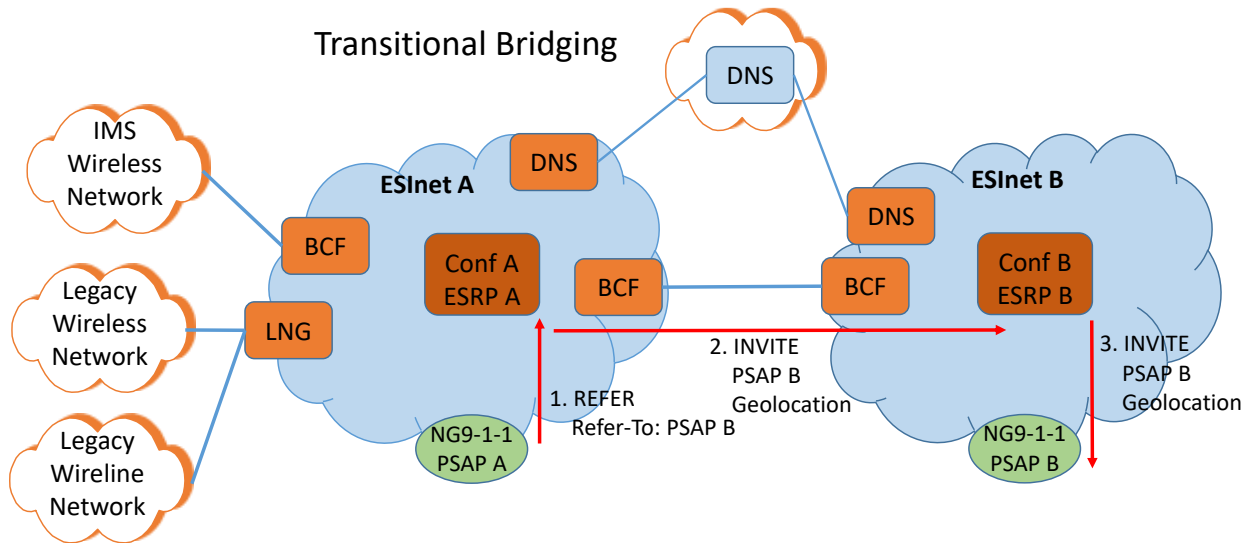 Transitional Bridging
DNS
IMS
Wireless
Network
DNS
ESInet A
ESInet B
DNS
BCF
Conf A
ESRP A
BCF
BCF
Conf B
ESRP B
Legacy
Wireless
Network
LNG
2. INVITE
PSAP B
Geolocation
3. INVITE
PSAP B
Geolocation
1. REFER
Refer-To: PSAP B
Legacy
Wireline
Network
NG9-1-1
PSAP A
NG9-1-1
PSAP B